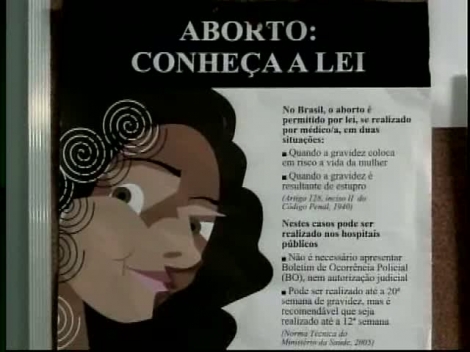 ABORTO:
CONHEÇA A LEI
No Brasil, o aborto é
permitido por lei, se realizado
por médico/a, em duas
situações:
■ Quando a gravidez coloca
em risco a vida da mulher
■ Quando a gravidez é
resultante de estupro
(Artigo 128, inciso II do
Código Penal, 1940)
Nestes casos pode ser
realizado nos hospitais
públicos
■ Não é necessário apresentar
Boletim de Ocorrência Policial
(BO), nem autorização judicial
■ Pode ser realizado até a 20ª
semana de gravidez, mas é
recomendável que seja
realizado até a 12ª semana
(Norma Técnica do
Ministério da Saúde, 2005)